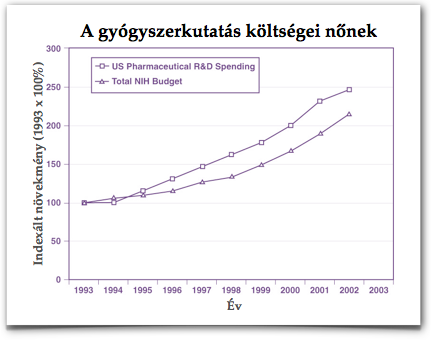 A gyógyszerkutatás költségei nőnek
US Pharmaceutical R&D Spending
Total NIH Budget
Indexált növekmény (1993 x 100%)
300
250
200
150
100
50
0
1993 1994 1995 1996 1997 1998 1999 2000 2001 2002 2003
Év